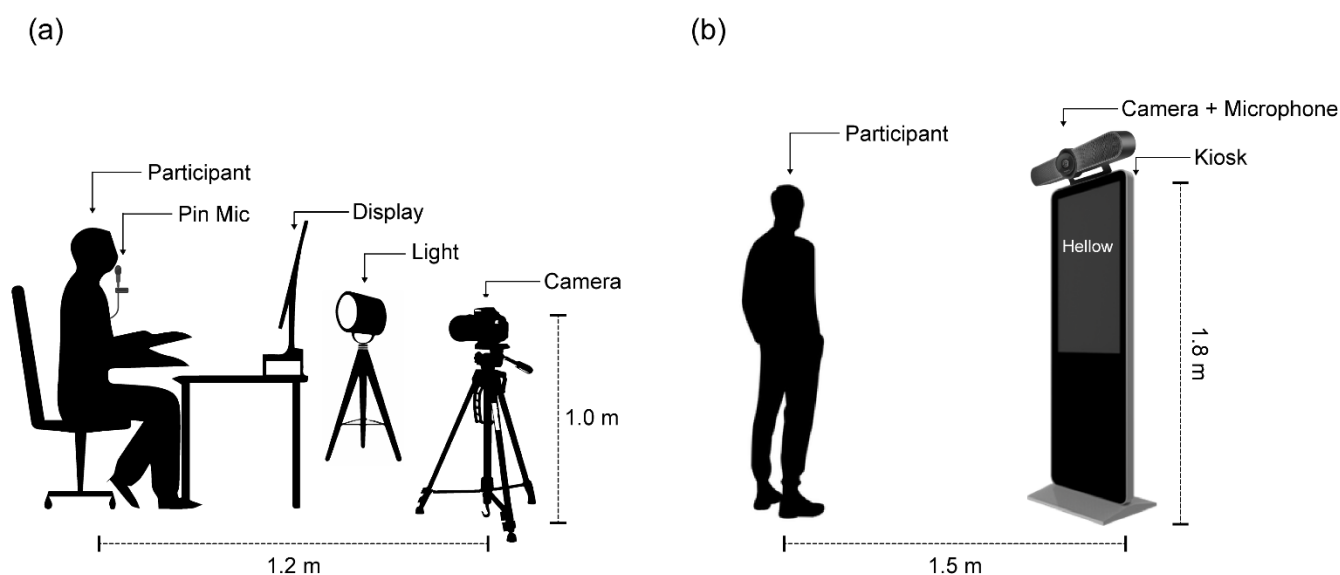 (a)
Participant
Pin Mic
Display
Light
Camera
1.0 m
1.2 m
(b)
Participant
Camera + Microphone
Kiosk
Hellow
1.8 m
1.5 m